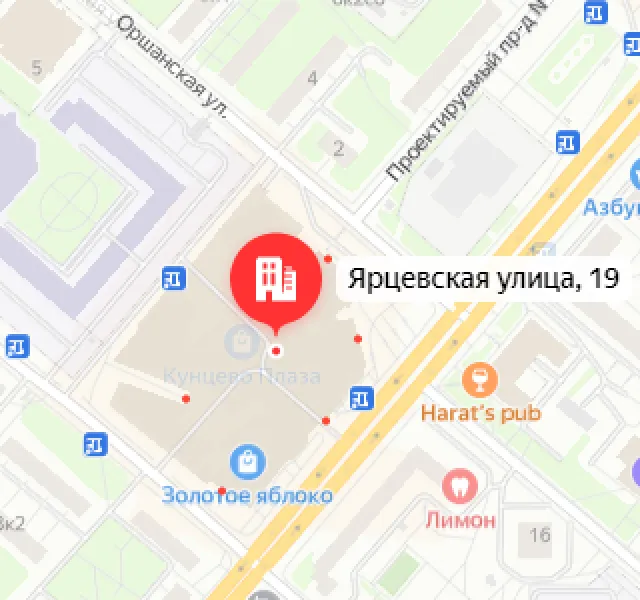 Оршанская ул.
5
4
2
Проектируемый пр-д
Азбу
Ярцевская улица, 19
Кунцево Плаза
Harat's pub
Золотое яблоко
Лимон
16
8к2